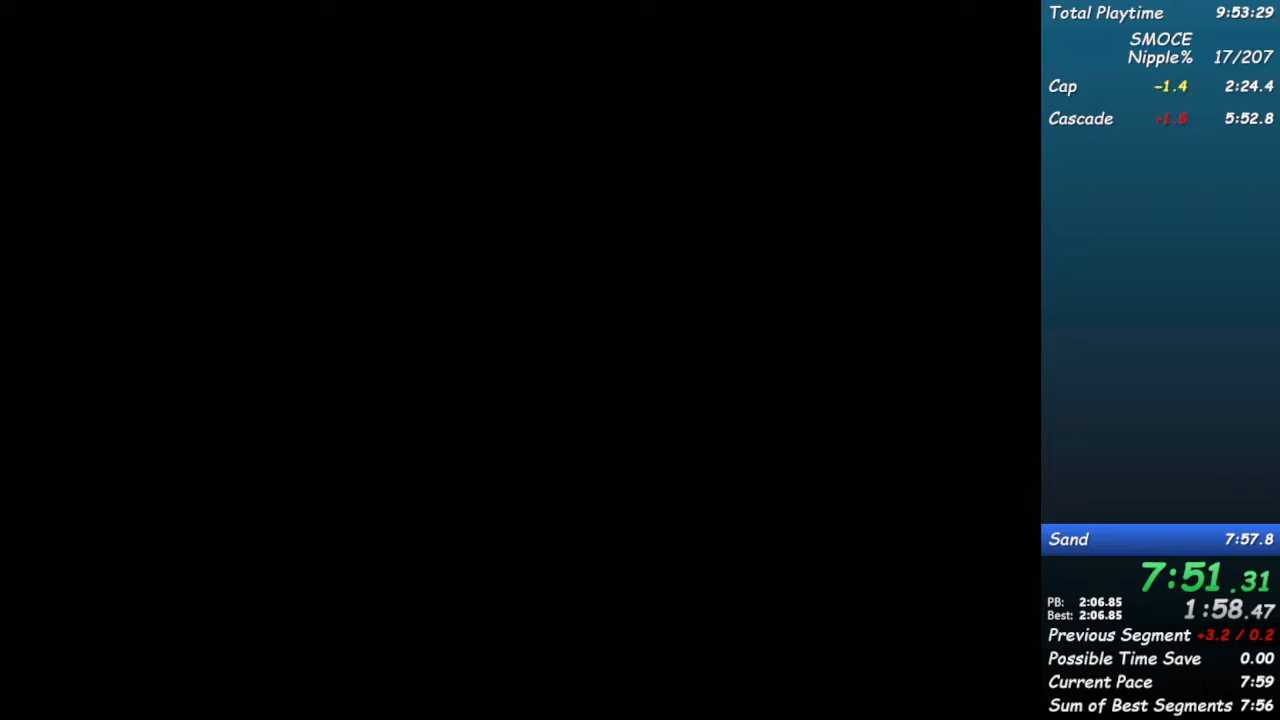 Total Playtime 9:53:29
SMOCE
Nipple% 17/207
Cap -1.4 2:24.4
Cascade +1.8 5:52.8
Sand 7:57.8
7:51.31
PB: 2:06.85
Best: 2:06.85
1:58.47
Previous Segment +3.2 / 0.2
Possible Time Save 0.00
Current Pace 7:59
Sum of Best Segments 7:56